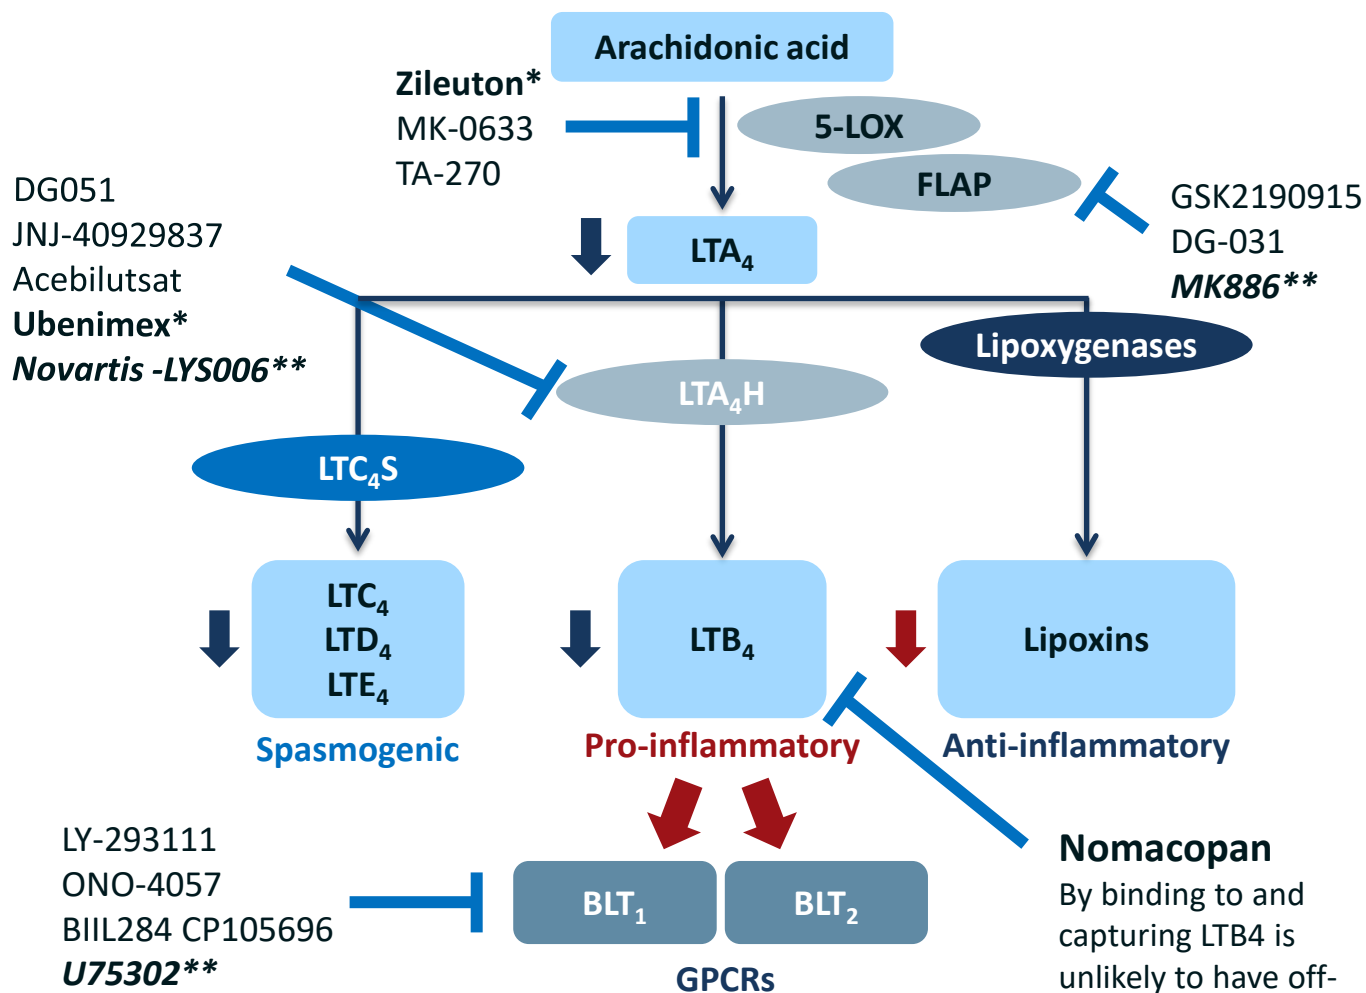 Arachidonic acid
Zileuton*
MK-0633
TA-270
5-LOX
FLAP
DG051
JNJ-40929837
Acebilutsat
Ubenimex*
Novartis -LYS006**
GSK2190915
DG-031
MK886**
LTA4
Lipoxygenases
LTA4H
LTC4S
LTC4
LTD4
LTE4
LTB4
Lipoxins
Spasmogenic
Pro-inflammatory
Anti-inflammatory
LY-293111
ONO-4057
BIIL284 CP105696
U75302**
BLT1
BLT2
GPCRs
Nomacopan
By binding to and
capturing LTB4 is
unlikely to have off-